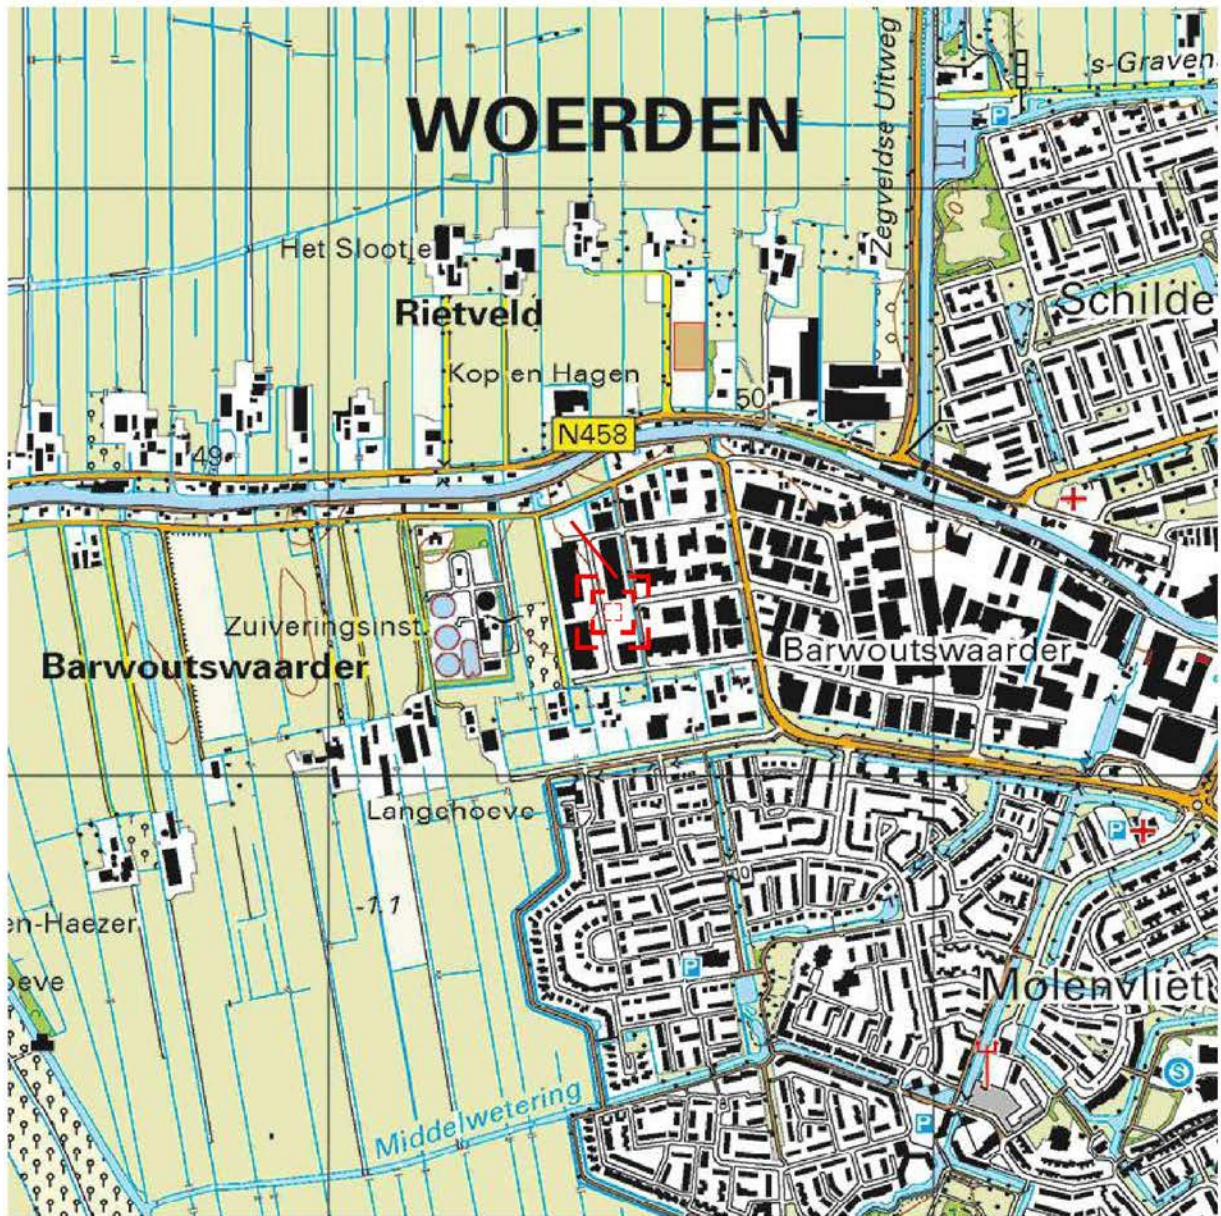 's-Graven
WOERDEN
Zegveldse Uitweg
P
Het Slootje
Schilde
Rietveld
Kop en Hagen
50
N458
49
Zuiveringsinst.
Barwoutswaarder
Barwoutswaarder
Langehoeve
P
-1.1
en-Haezer
P
Molenvliet
oeve
S
Middelwetering
P